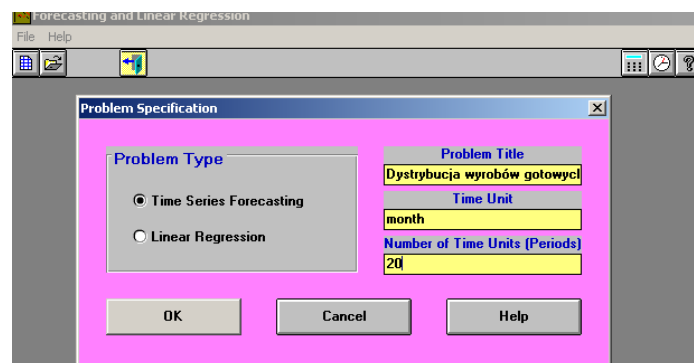 Forecasting and Linear Regression
File Help
Problem Specification
Problem Type
Time Series Forecasting
Linear Regression
Problem Title
Dystrybucja wyrobów gotowycl
Time Unit
month
Number of Time Units (Periods)
20
OK Cancel Help